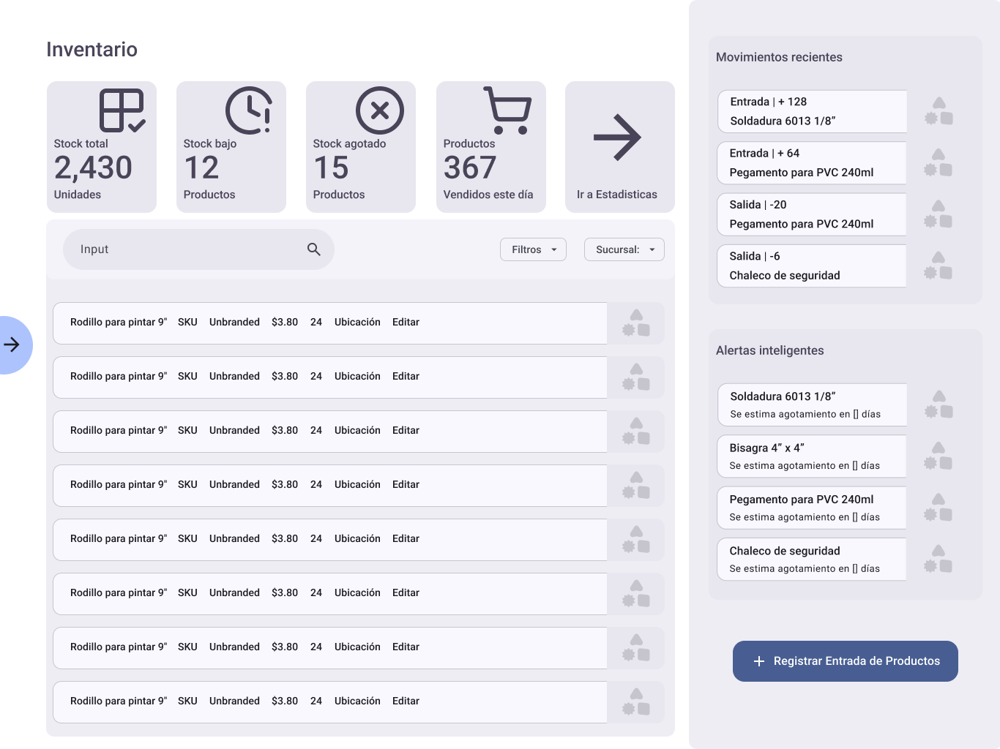 Inventario
Stock total
2,430
Unidades
Stock bajo
12
Productos
Stock agotado
15
Productos
Productos
367
Vendidos este día
Ir a Estadisticas
Input
Filtros
Sucursal:
Rodillo para pintar 9" SKU Unbranded $3.80 24 Ubicación Editar
Rodillo para pintar 9" SKU Unbranded $3.80 24 Ubicación Editar
Rodillo para pintar 9" SKU Unbranded $3.80 24 Ubicación Editar
Rodillo para pintar 9" SKU Unbranded $3.80 24 Ubicación Editar
Rodillo para pintar 9" SKU Unbranded $3.80 24 Ubicación Editar
Rodillo para pintar 9" SKU Unbranded $3.80 24 Ubicación Editar
Rodillo para pintar 9" SKU Unbranded $3.80 24 Ubicación Editar
Rodillo para pintar 9" SKU Unbranded $3.80 24 Ubicación Editar
Movimientos recientes
Entrada | + 128
Soldadura 6013 1/8”
Entrada | + 64
Pegamento para PVC 240ml
Salida | -20
Pegamento para PVC 240ml
Salida | -6
Chaleco de seguridad
Alertas inteligentes
Soldadura 6013 1/8”
Se estima agotamiento en [] días
Bisagra 4” x 4”
Se estima agotamiento en [] días
Pegamento para PVC 240ml
Se estima agotamiento en [] días
Chaleco de seguridad
Se estima agotamiento en [] días
Registrar Entrada de Productos